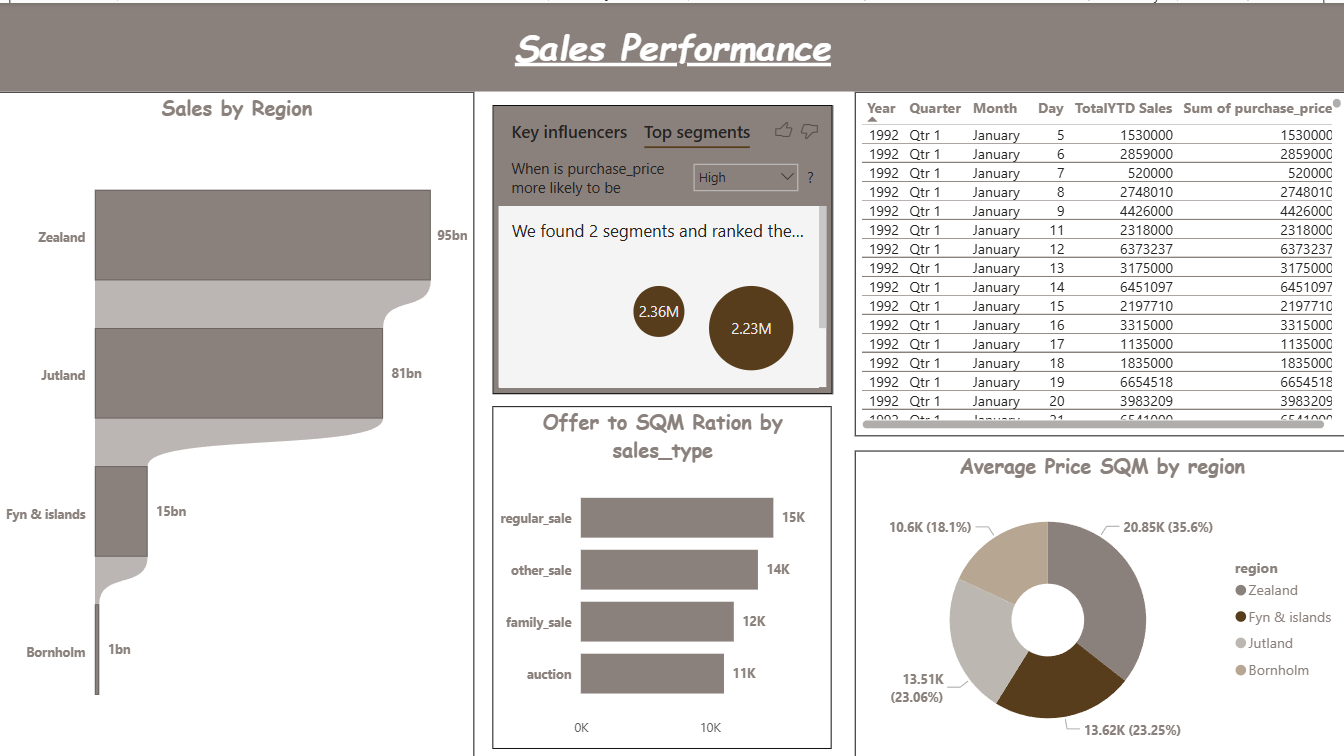 Sales Performance
Sales by Region
Zealand
95bn
Jutland
81bn
Fyn & islands
15bn
Bornholm
1bn
Key influencers Top segments
When is purchase_price
more likely to be
High
?
We found 2 segments and ranked the...
2.36M
2.23M
Offer to SQM Ration by
sales_type
regular_sale 15K
other_sale 14K
family_sale 12K
auction 11K
0K 10K
Year Quarter Month Day TotalYTD Sales Sum of purchase_price
1992 Qtr 1 January 5 1530000 1530000
1992 Qtr 1 January 6 2859000 2859000
1992 Qtr 1 January 7 520000 520000
1992 Qtr 1 January 8 2748010 2748010
1992 Qtr 1 January 9 4426000 4426000
1992 Qtr 1 January 11 2318000 2318000
1992 Qtr 1 January 12 6373237 6373237
1992 Qtr 1 January 13 3175000 3175000
1992 Qtr 1 January 14 6451097 6451097
1992 Qtr 1 January 15 2197710 2197710
1992 Qtr 1 January 16 3315000 3315000
1992 Qtr 1 January 17 1135000 1135000
1992 Qtr 1 January 18 1835000 1835000
1992 Qtr 1 January 19 6654518 6654518
1992 Qtr 1 January 20 3983209 3983209
Average Price SQM by region
10.6K (18.1%)
20.85K (35.6%)
13.51K
(23.06%)
13.62K (23.25%)
region
Zealand
Fyn & islands
Jutland
Bornholm